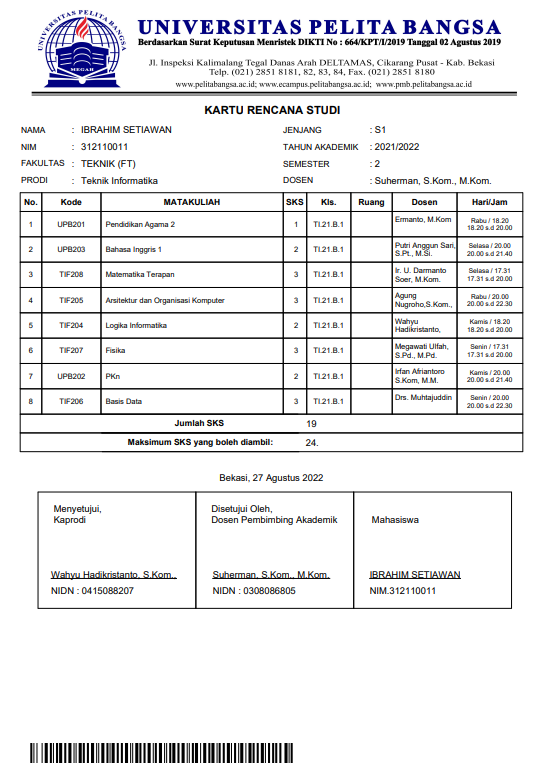 UNIVERSITAS PELITA BANGSA
MEGAH
UNIVERSITAS PELITA BANGSA
Berdasarkan Surat Keputusan Menristek DIKTI No : 664/KPT/I/2019 Tanggal 02 Agustus 2019
Jl. Inspeksi Kalimalang Tegal Danas Arah DELTAMAS, Cikarang Pusat - Kab. Bekasi
Telp. (021) 2851 8181, 82, 83, 84, Fax. (021) 2851 8180
www.pelitabangsa.ac.id; www.ecampus.pelitabangsa.ac.id; www.pmb.pelitabangsa.ac.id
KARTU RENCANA STUDI
NAMA : IBRAHIM SETIAWAN JENJANG : S1
NIM : 312110011 TAHUN AKADEMIK : 2021/2022
FAKULTAS : TEKNIK (FT) SEMESTER : 2
PRODI : Teknik Informatika DOSEN : Suherman, S.Kom., M.Kom.
No. Kode MATAKULIAH SKS Kls. Ruang Dosen Hari/Jam
1 UPB201 Pendidikan Agama 2 1 TI.21.B.1 Ermanto, M.Kom Rabu / 18.20
18.20 s.d 20.00
2 UPB203 Bahasa Inggris 1 2 TI.21.B.1 Putri Anggun Sari, Selasa / 20.00
S.Pt., M.Si. 20.00 s.d 21.40
3 TIF208 Matematika Terapan 3 TI.21.B.1 Ir. U. Darmanto Selasa / 17.31
Soer, M.Kom. 17.31 s.d 20.00
4 TIF205 Arsitektur dan Organisasi Komputer 3 TI.21.B.1 Agung Rabu / 20.00
Nugroho,S.Kom., 20.00 s.d 22.30
5 TIF204 Logika Informatika 2 TI.21.B.1 Wahyu Kamis / 18.20
Hadikristanto, 18.20 s.d 20.00
6 TIF207 Fisika 3 TI.21.B.1 Megawati Ulfah, Senin / 17.31
S.Pd., M.Pd. 17.31 s.d 20.00
7 UPB202 PKn 2 TI.21.B.1 Irfan Afriantoro Kamis / 20.00
S.Kom, M.M. 20.00 s.d 21.40
8 TIF206 Basis Data 3 TI.21.B.1 Drs. Muhtajuddin Senin / 20.00
20.00 s.d 22.30
Jumlah SKS 19
Maksimum SKS yang boleh diambil: 24.
Bekasi, 27 Agustus 2022
Menyetujui,
Kaprodi
Wahyu Hadikristanto, S.Kom.,
NIDN : 0415088207
Disetujui Oleh,
Dosen Pembimbing Akademik
Suherman, S.Kom., M.Kom.
NIDN : 0308086805
Mahasiswa
IBRAHIM SETIAWAN
NIM.312110011